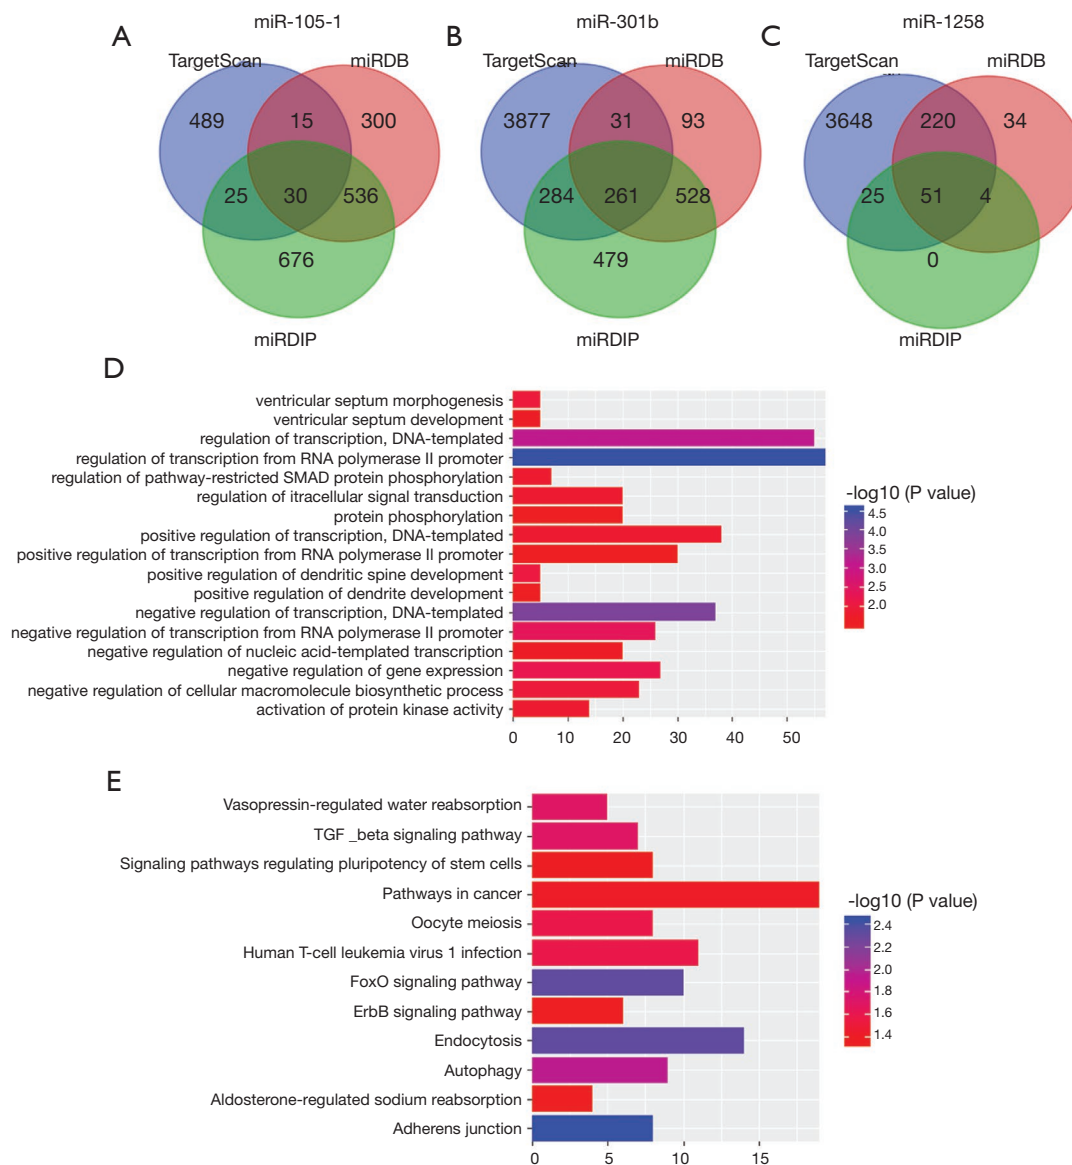 miR-105-1
miR-301b
miR-1258
A
B
C
TargetScan
miRDB
TargetScan
miRDB
TargetScan
miRDB
489
15
300
25
30
536
676
miRDIP
3877
31
93
284
261
528
479
miRDIP
3648
220
34
25
51
4
0
miRDIP
D
ventricular septum morphogenesis
ventricular septum development
regulation of transcription, DNA-templated
regulation of transcription from RNA polymerase II promoter
regulation of pathway-restricted SMAD protein phosphorylation
regulation of itracellular signal transduction
protein phosphorylation
positive regulation of transcription, DNA-templated
positive regulation of transcription from RNA polymerase II promoter
positive regulation of dendritic spine development
positive regulation of dendrite development
negative regulation of transcription, DNA-templated
negative regulation of transcription from RNA polymerase II promoter
negative regulation of nucleic acid-templated transcription
negative regulation of gene expression
negative regulation of cellular macromolecule biosynthetic process
activation of protein kinase activity
0 10 20 30 40 50
-log10 (P value)
4.5
4.0
3.5
3.0
2.5
2.0
E
Vasopressin-regulated water reabsorption
TGF _beta signaling pathway
Signaling pathways regulating pluripotency of stem cells
Pathways in cancer
Oocyte meiosis
Human T-cell leukemia virus 1 infection
FoxO signaling pathway
ErbB signaling pathway
Endocytosis
Autophagy
Aldosterone-regulated sodium reabsorption
Adherens junction
0 5 10 15
-log10 (P value)
2.4
2.2
2.0
1.8
1.6
1.4